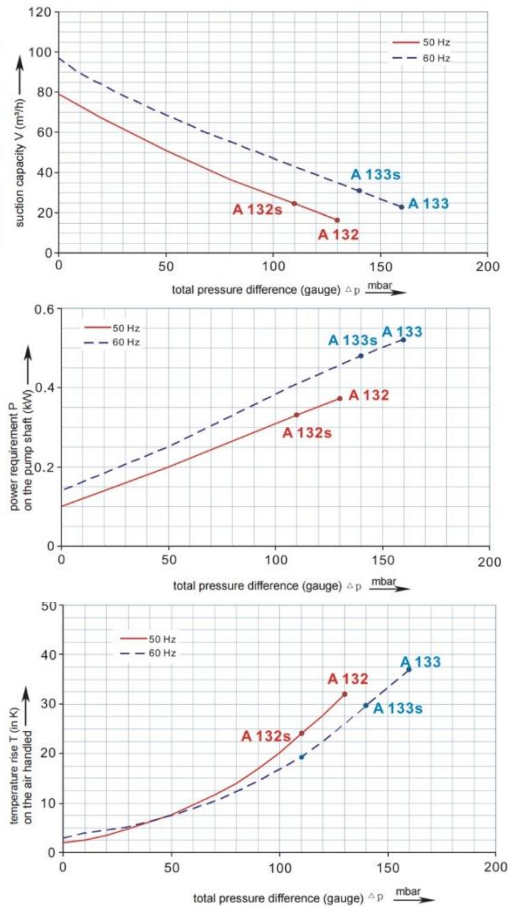 120
100
80
60
40
20
0
suction capacity V (m³/h)
50 Hz
60 Hz
A 133s
A 133
A 132s
A 132
0
50
100
150
200
total pressure difference (gauge) △p mbar
0.6
0.4
0.2
0
power requirement P
on the pump shaft (kW)
50 Hz
60 Hz
A 133s
A 133
A 132
A 132s
0
50
100
150
200
total pressure difference (gauge) △p mbar
50
40
30
20
10
0
temperature rise T (in K)
on the air handled
50 Hz
60 Hz
A 133
A 132
A 133s
A 132s
0
50
100
150
200
total pressure difference (gauge) △p mbar